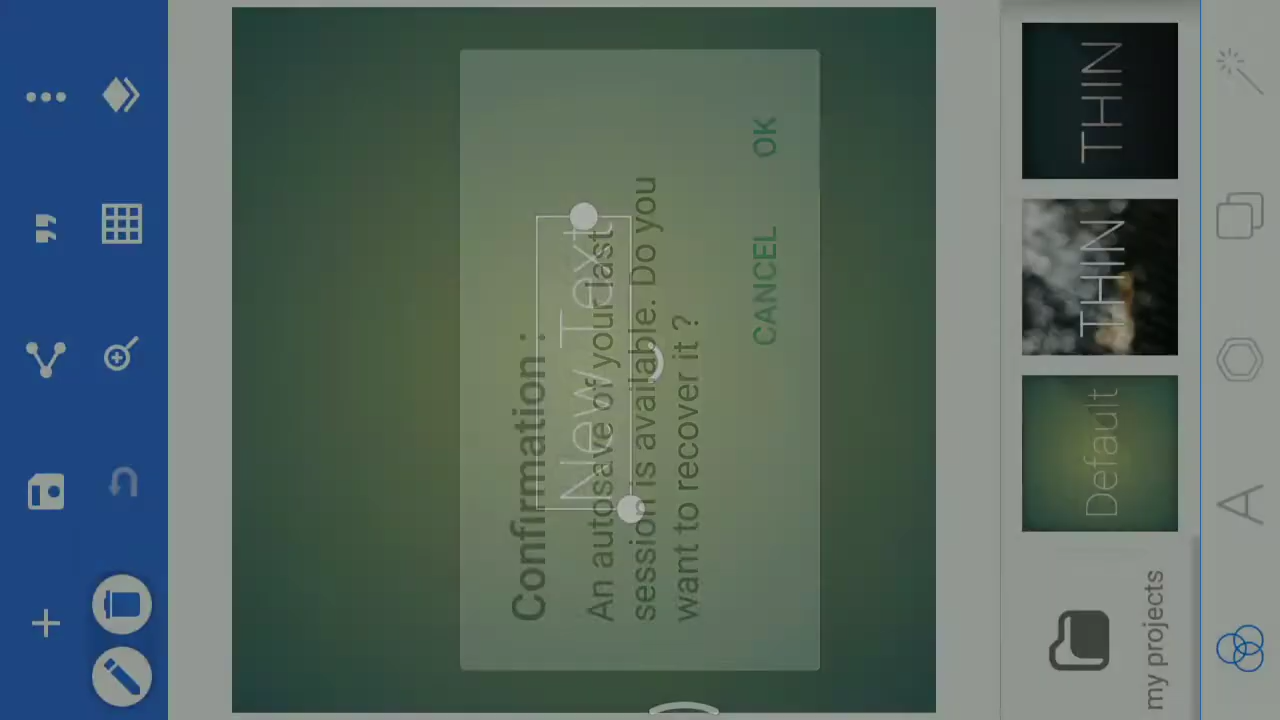 New Text
Confirmation :
An autosave of your last
session is available. Do you
want to recover it ?
CANCEL OK
my projects
Default
THIN
THIN
A